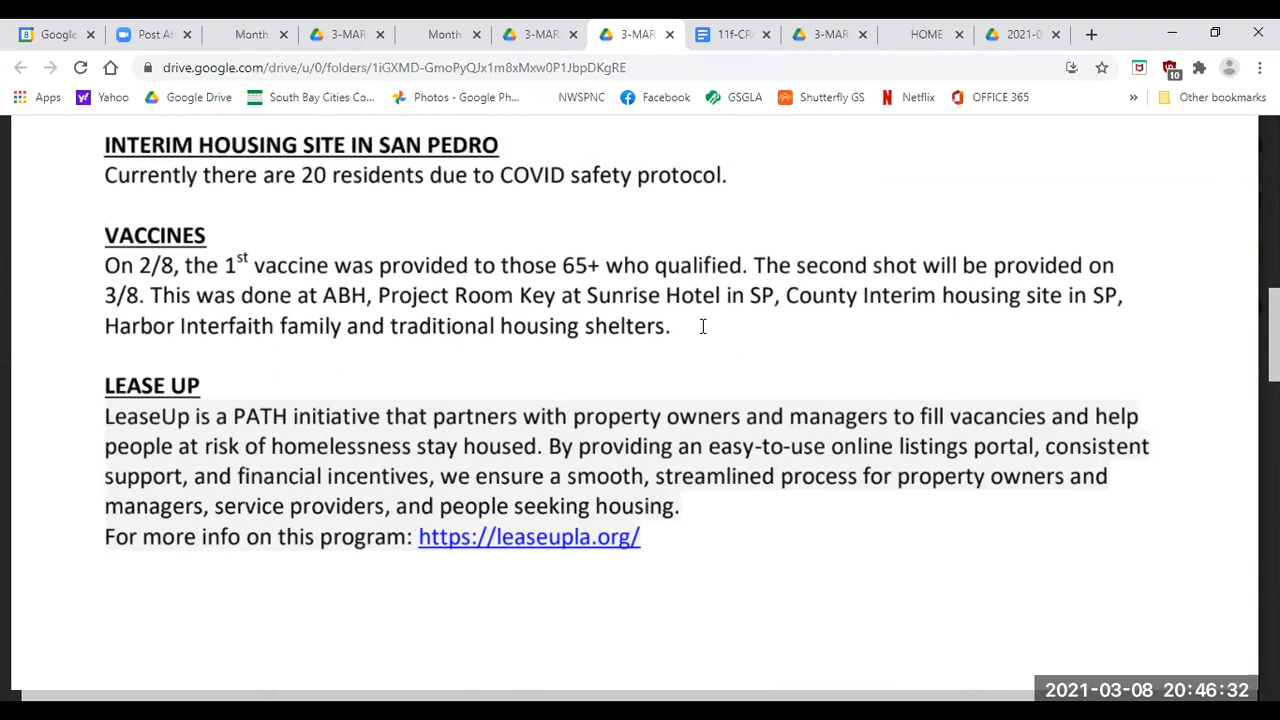 Google
Post At
Month
3-MAR
Month
3-MAR
3-MAR
11f-CP
3-MAR
HOME
2021-0
drive.google.com/drive/u/0/folders/1iGXMD-GmoPyQJx1m8xMxw0P1JbpDKgRE
10
Apps
Yahoo
Google Drive
South Bay Cities Co...
Photos - Google Ph...
NWSPNC
Facebook
GSGLA
Shutterfly GS
Netflix
OFFICE 365
»
Other bookmarks
INTERIM HOUSING SITE IN SAN PEDRO
Currently there are 20 residents due to COVID safety protocol.
VACCINES
On 2/8, the 1st vaccine was provided to those 65+ who qualified. The second shot will be provided on
3/8. This was done at ABH, Project Room Key at Sunrise Hotel in SP, County Interim housing site in SP,
Harbor Interfaith family and traditional housing shelters.
LEASE UP
LeaseUp is a PATH initiative that partners with property owners and managers to fill vacancies and help
people at risk of homelessness stay housed. By providing an easy-to-use online listings portal, consistent
support, and financial incentives, we ensure a smooth, streamlined process for property owners and
managers, service providers, and people seeking housing.
For more info on this program: https://leaseupla.org/
2021-03-08 20:46:32